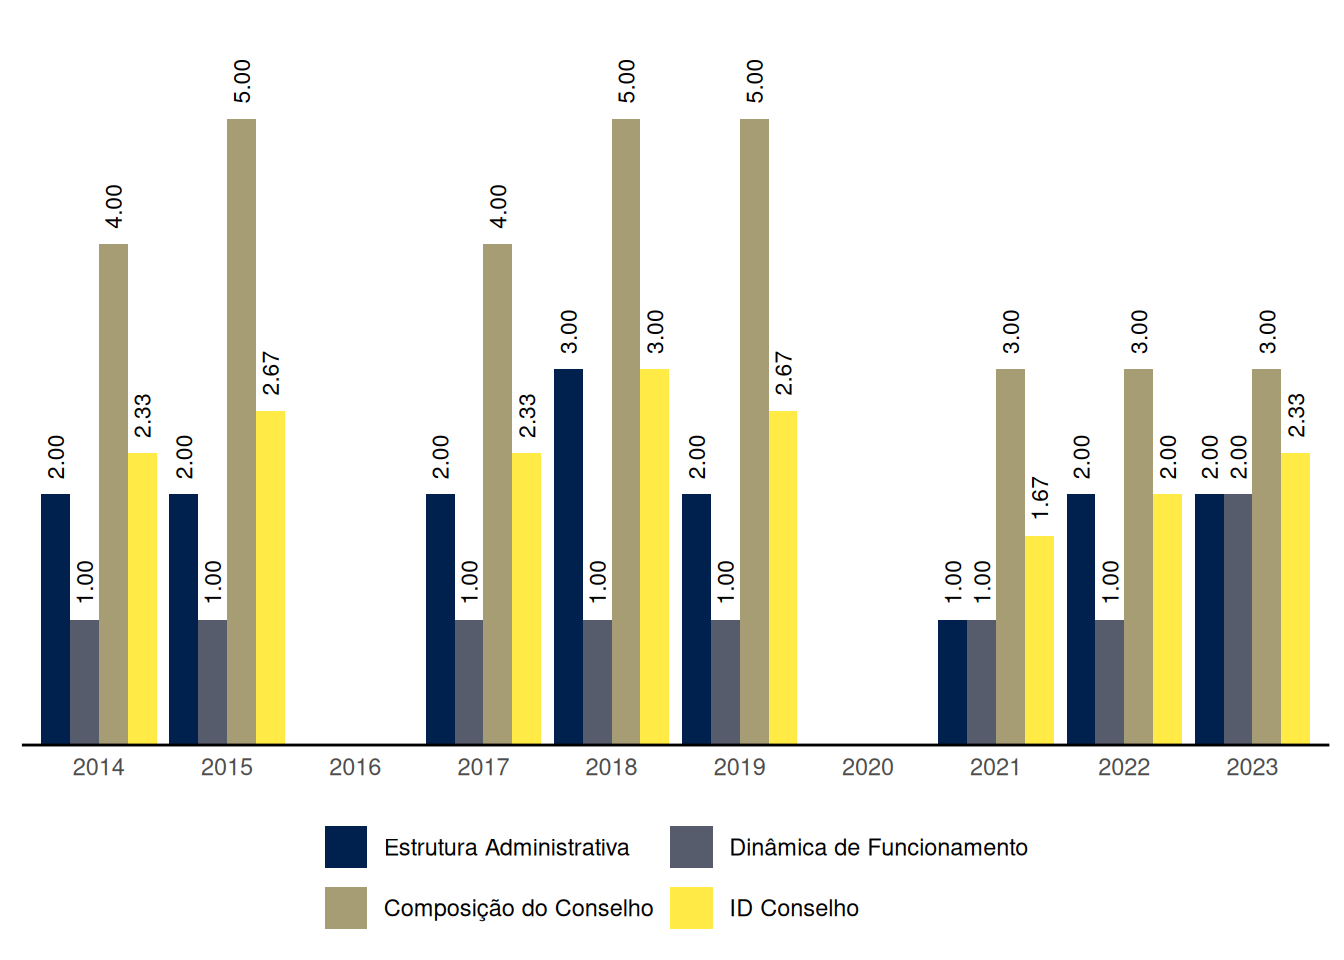 2.00 1.00 4.00 2.33
2.00 1.00 5.00 2.67
2.00 1.00 4.00 2.33
3.00 1.00 5.00 3.00
2.00 1.00 5.00 2.67
1.00 1.00 3.00 1.67
2.00 1.00 3.00 2.00
2.00 2.00 3.00 2.33
2014 2015 2016 2017 2018 2019 2020 2021 2022 2023
Estrutura Administrativa Dinâmica de Funcionamento
Composição do Conselho ID Conselho